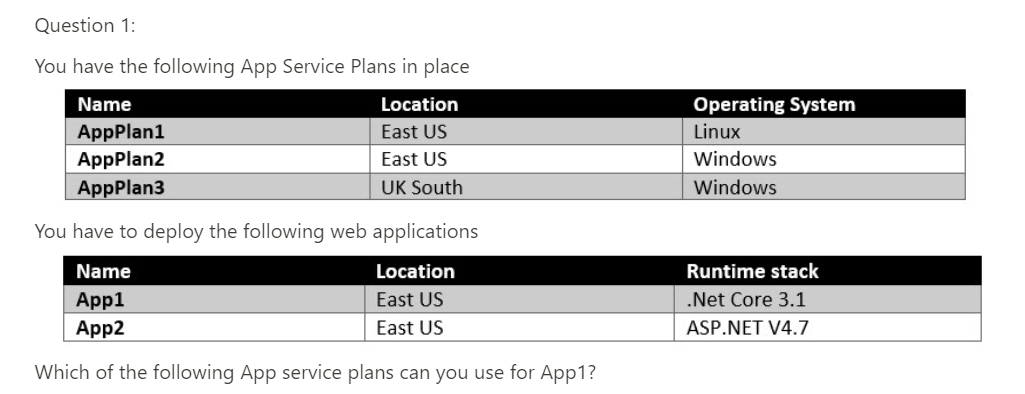 Question 1:
You have the following App Service Plans in place
Name Location Operating System
AppPlan1 East US Linux
AppPlan2 East US Windows
AppPlan3 UK South Windows
You have to deploy the following web applications
Name Location Runtime stack
App1 East US .Net Core 3.1
App2 East US ASP.NET V4.7
Which of the following App service plans can you use for App1?